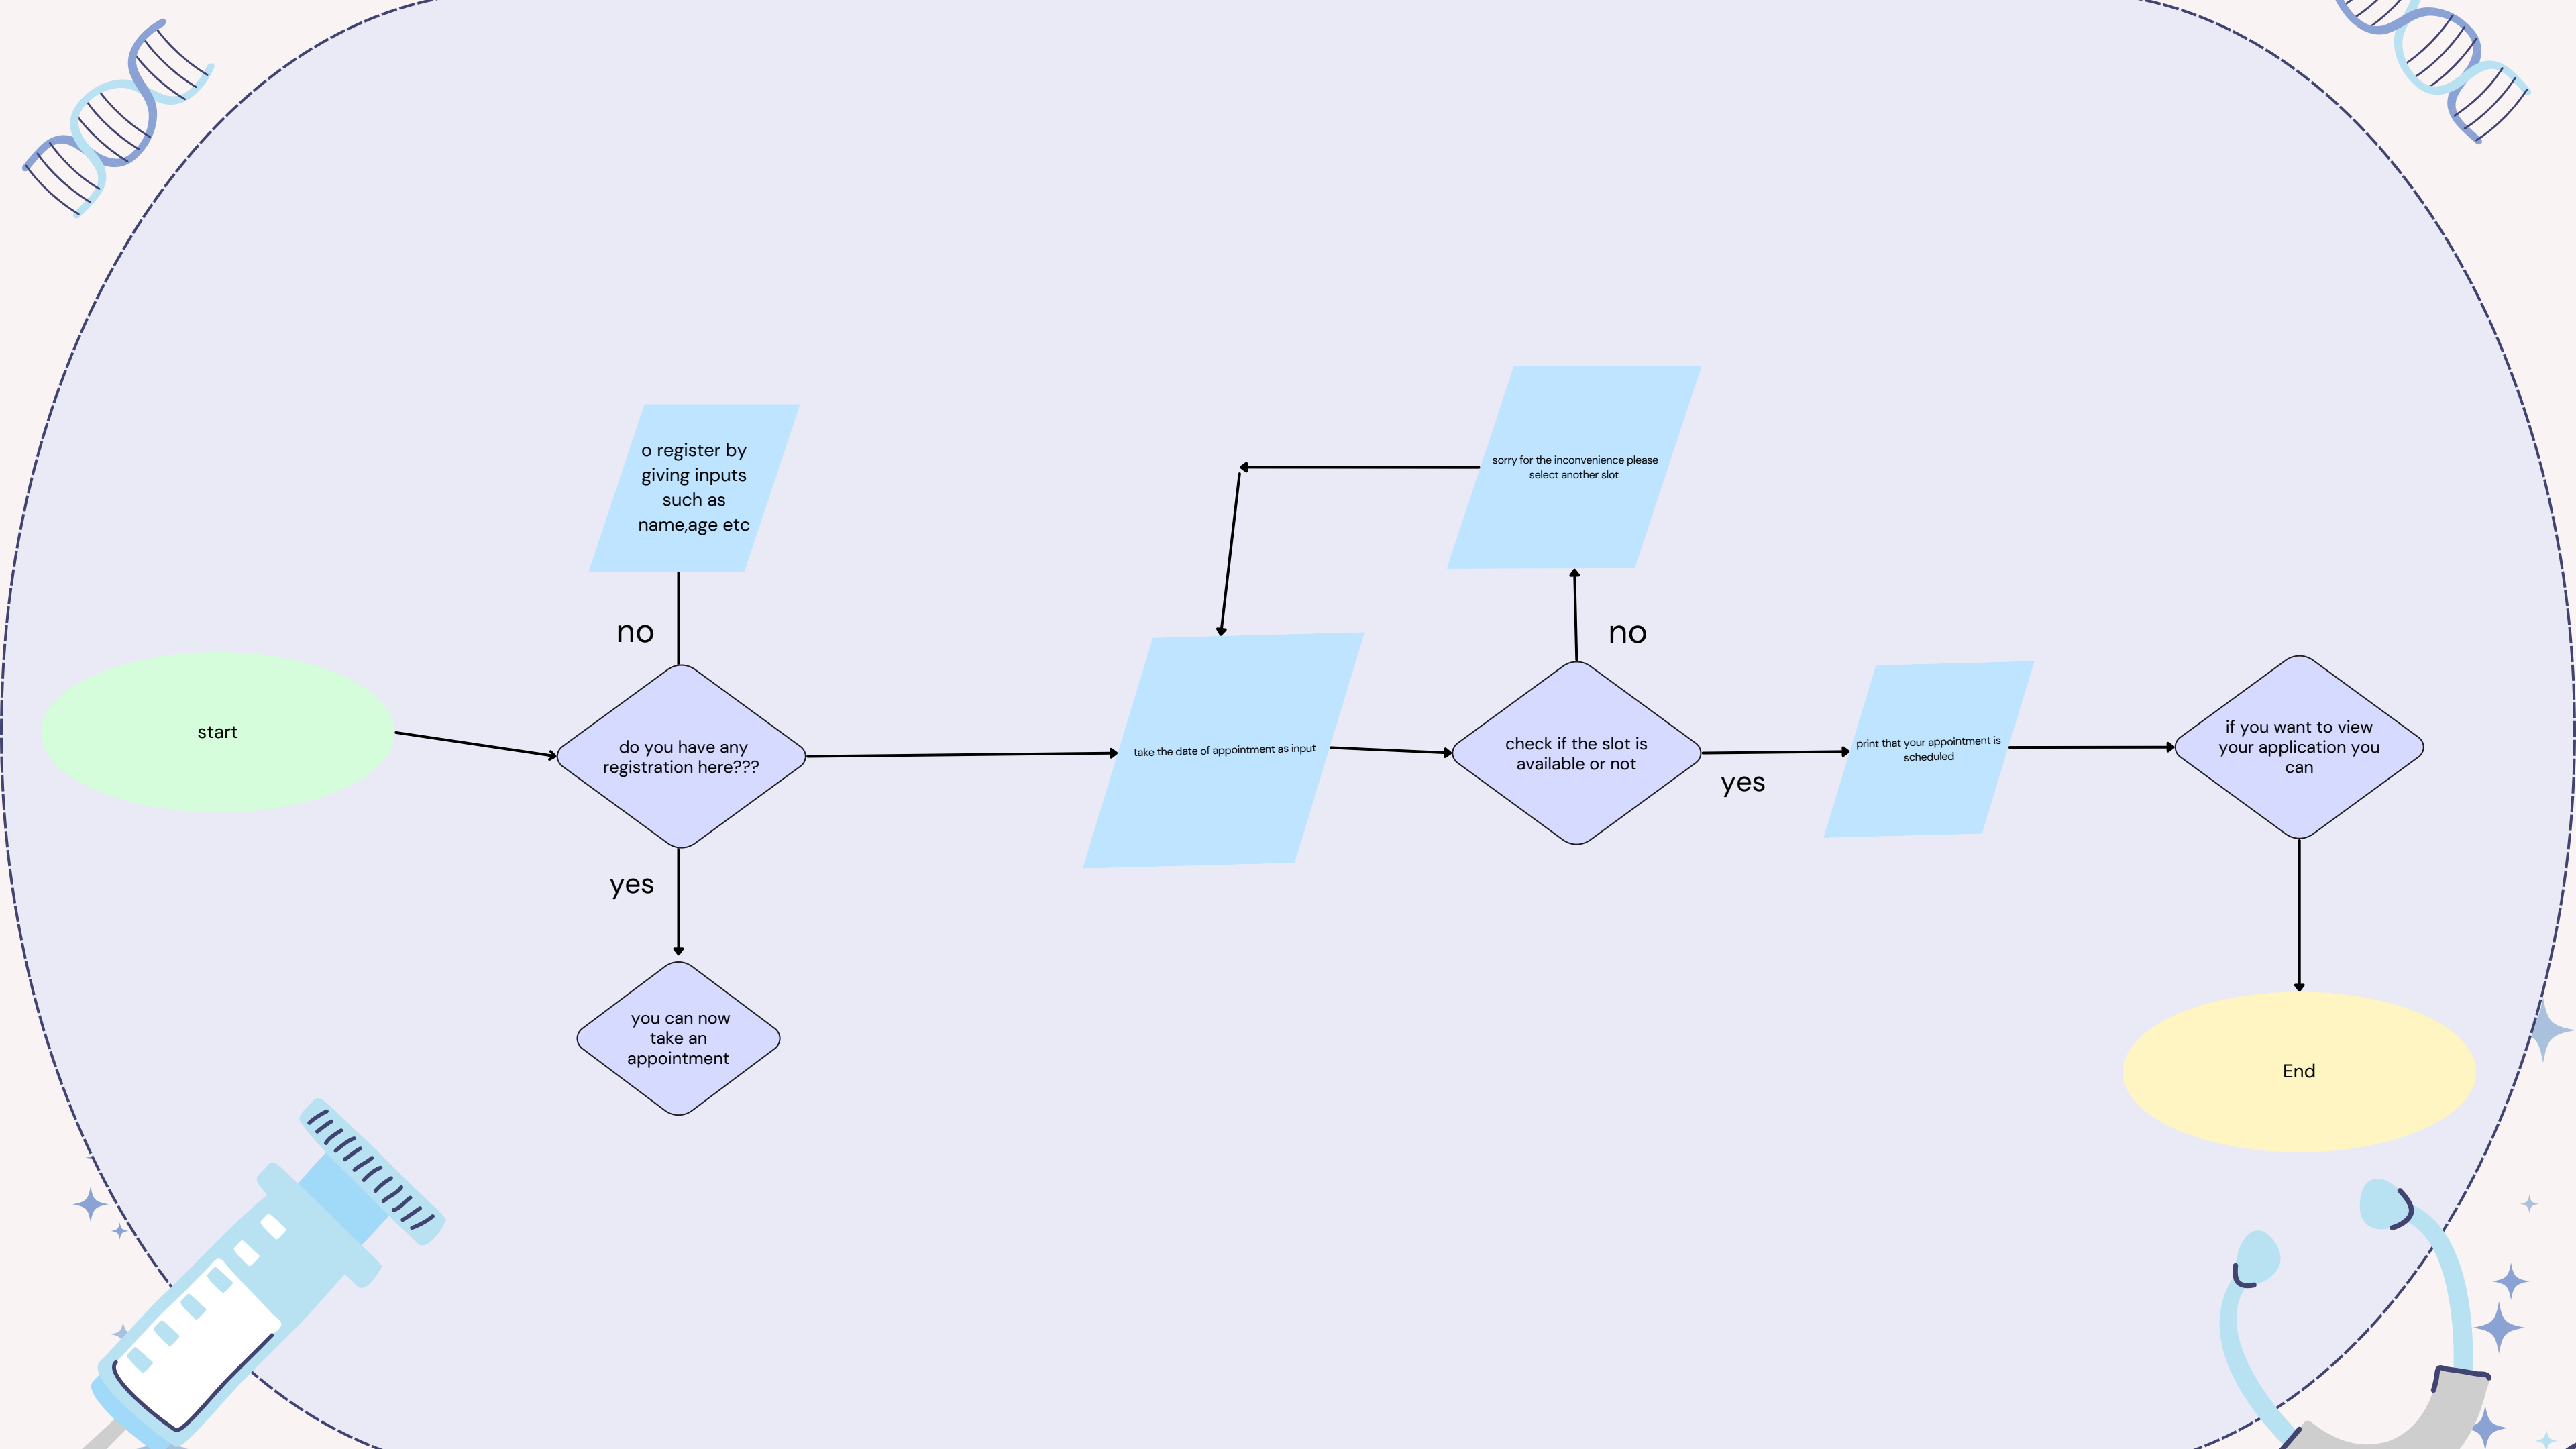 o register by
giving inputs
such as
name,age etc
sorry for the inconvenience please
select another slot
no
no
start
do you have any
registration here???
take the date of appointment as input
check if the slot is
available or not
print that your appointment is
scheduled
if you want to view
your application you
can
yes
yes
you can now
take an
appointment
End